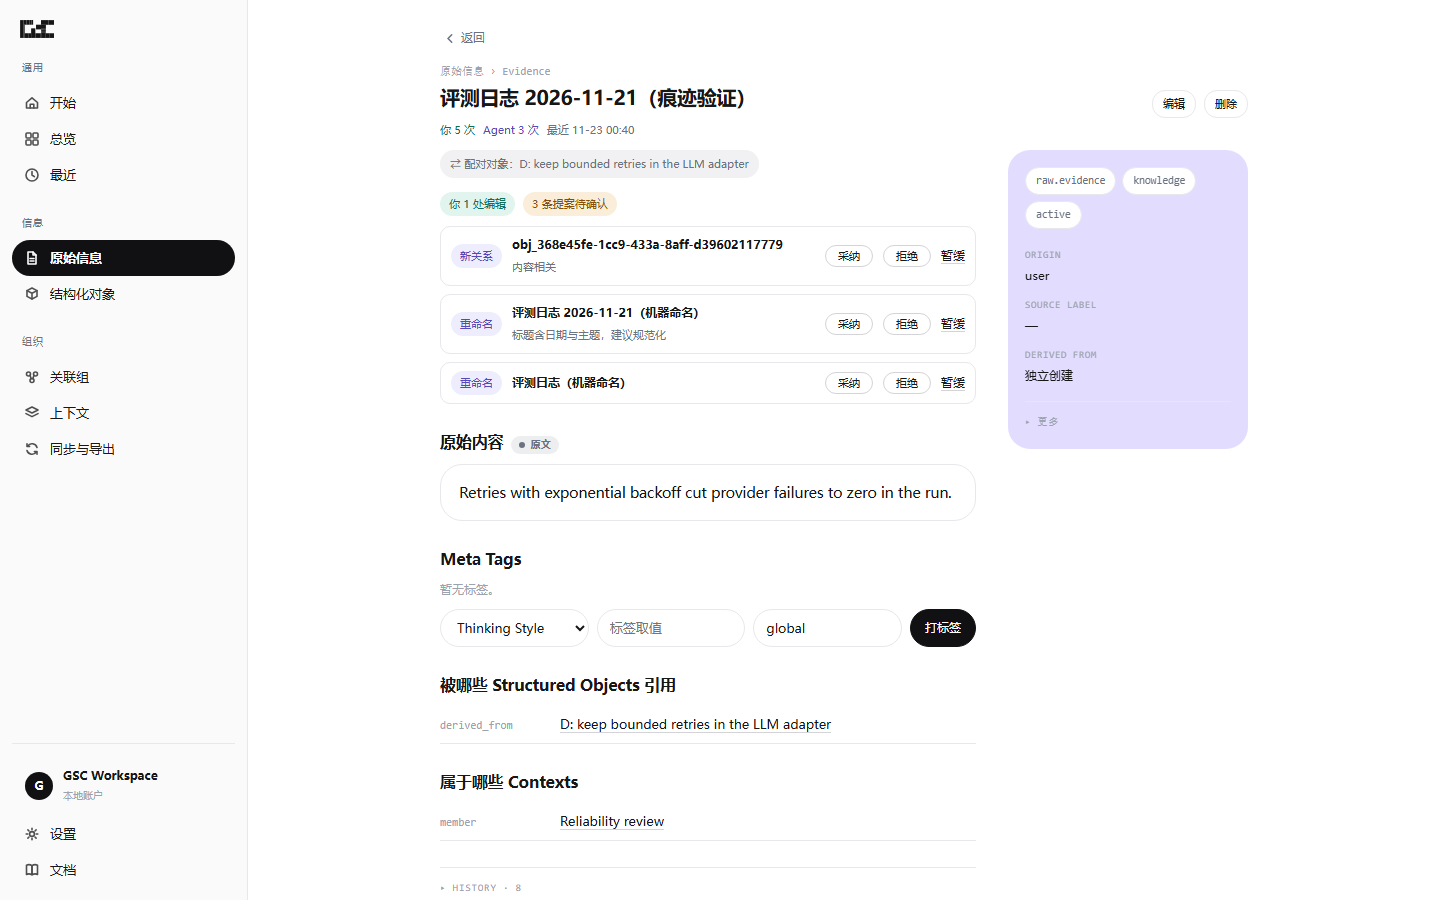 GSC
通用
开始
总览
最近
信息
原始信息
结构化对象
组织
关联组
上下文
同步与导出
G
GSC Workspace
本地账户
设置
文档
返回
原始信息 › Evidence
评测日志 2026-11-21（痕迹验证）
编辑
删除
你 5 次 Agent 3 次 最近 11-23 00:40
⇄ 配对对象：D: keep bounded retries in the LLM adapter
你 1 处编辑
3 条提案待确认
新关系
obj_368e45fe-1cc9-433a-8aff-d39602117779
内容相关
采纳
拒绝
暂缓
重命名
评测日志 2026-11-21（机器命名）
标题含日期与主题，建议规范化
采纳
拒绝
暂缓
重命名
评测日志（机器命名）
采纳
拒绝
暂缓
原始内容
● 原文
Retries with exponential backoff cut provider failures to zero in the run.
Meta Tags
暂无标签。
Thinking Style
标签取值
global
打标签
被哪些 Structured Objects 引用
derived_from
D: keep bounded retries in the LLM adapter
属于哪些 Contexts
member
Reliability review
▸ HISTORY · 8
raw.evidence
knowledge
active
ORIGIN
user
SOURCE LABEL
—
DERIVED FROM
独立创建
▸ 更多